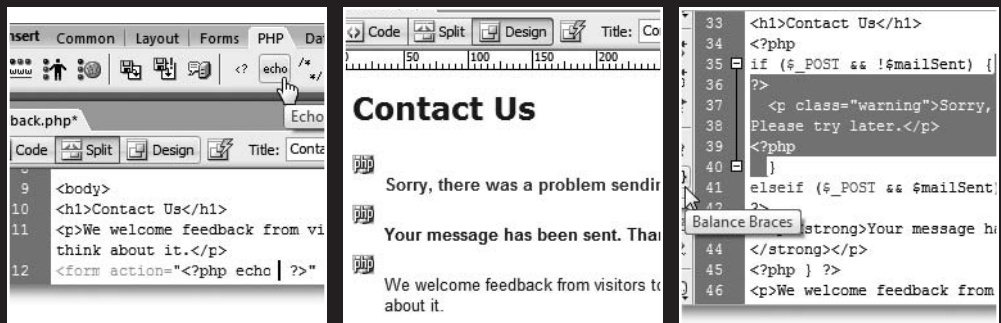 Insert Common Layout Forms PHP Da
www <? echo /* */
Echo
back.php*
Code Split Design Title: Conta
9 <body>
10 <h1>Contact Us</h1>
11 <p>We welcome feedback from vi
think about it.</p>
12 <form action="<?php echo ?>"
Code Split Design Title: Co
50 100 150 200
Contact Us
php
Sorry, there was a problem sendin
php
Your message has been sent. Tha
php
We welcome feedback from visitors to
about it.
33 <h1>Contact Us</h1>
34 <?php
35 if ($_POST && !$mailSent) {
36 ?>
37 <p class="warning">Sorry,
38 Please try later.</p>
39 <?php
40 }
41 elseif ($_POST && $mailSent)
42 ?>
Balance Braces strong>Your message ha
44 </strong></p>
45 <?php } ?>
46 <p>We welcome feedback from